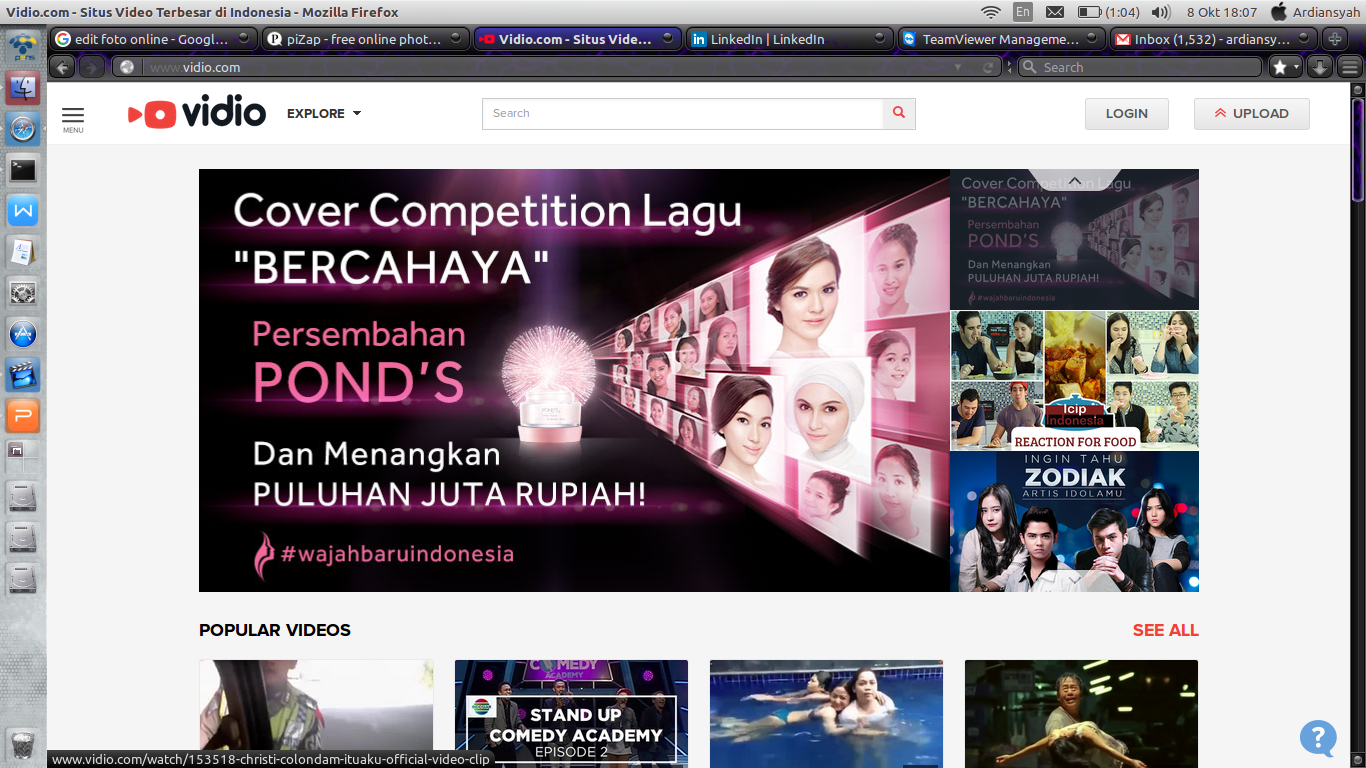 Vidio.com - Situs Video Terbesar di Indonesia - Mozilla Firefox
En
(1:04)
8 Okt 18:07
Ardiansyah
edit foto online - Googl...
piZap - free online phot...
Vidio.com - Situs Vide...
LinkedIn | LinkedIn
TeamViewer Manageme...
Inbox (1,532) - ardiansy...
www.vidio.com
Search
MENU
vidio
EXPLORE
Search
LOGIN
UPLOAD
Cover Competition Lagu
"BERCAHAYA"
Persembahan
POND'S
Dan Menangkan
PULUHAN JUTA RUPIAH!
#wajahbaruindonesia
Cover Competition Lagu
"BERCAHAYA"
Persembahan
POND'S
Dan Menangkan
PULUHAN JUTA RUPIAH!
#wajahbaruindonesia
Icip
Indonesia
REACTION FOR FOOD
INGIN TAHU
ZODIAK
ARTIS IDOLAMU
POPULAR VIDEOS
SEE ALL
COMEDY
ACADEMY
STAND UP
COMEDY ACADEMY
EPISODE 2
www.vidio.com/watch/153518-christi-colondam-ituaku-official-video-clip